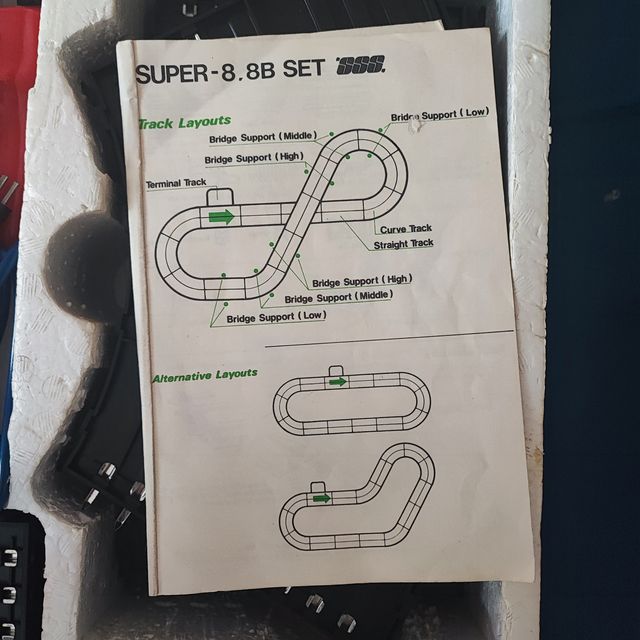 SUPER-8.8B SET
Track Layouts
Bridge Support (Low)
Bridge Support (Middle)
Bridge Support (High)
Terminal Track
Curve Track
Straight Track
Bridge Support (High)
Bridge Support (Middle)
Bridge Support (Low)
Alternative Layouts